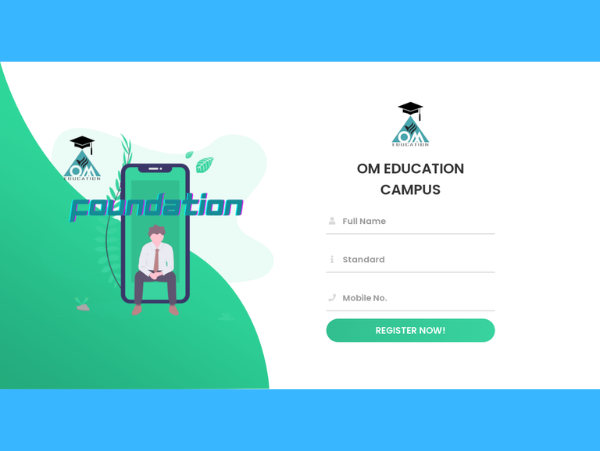 OM
EDUCATION
foundation
OM
EDUCATION
OM EDUCATION
CAMPUS
Full Name
Standard
Mobile No.
REGISTER NOW!